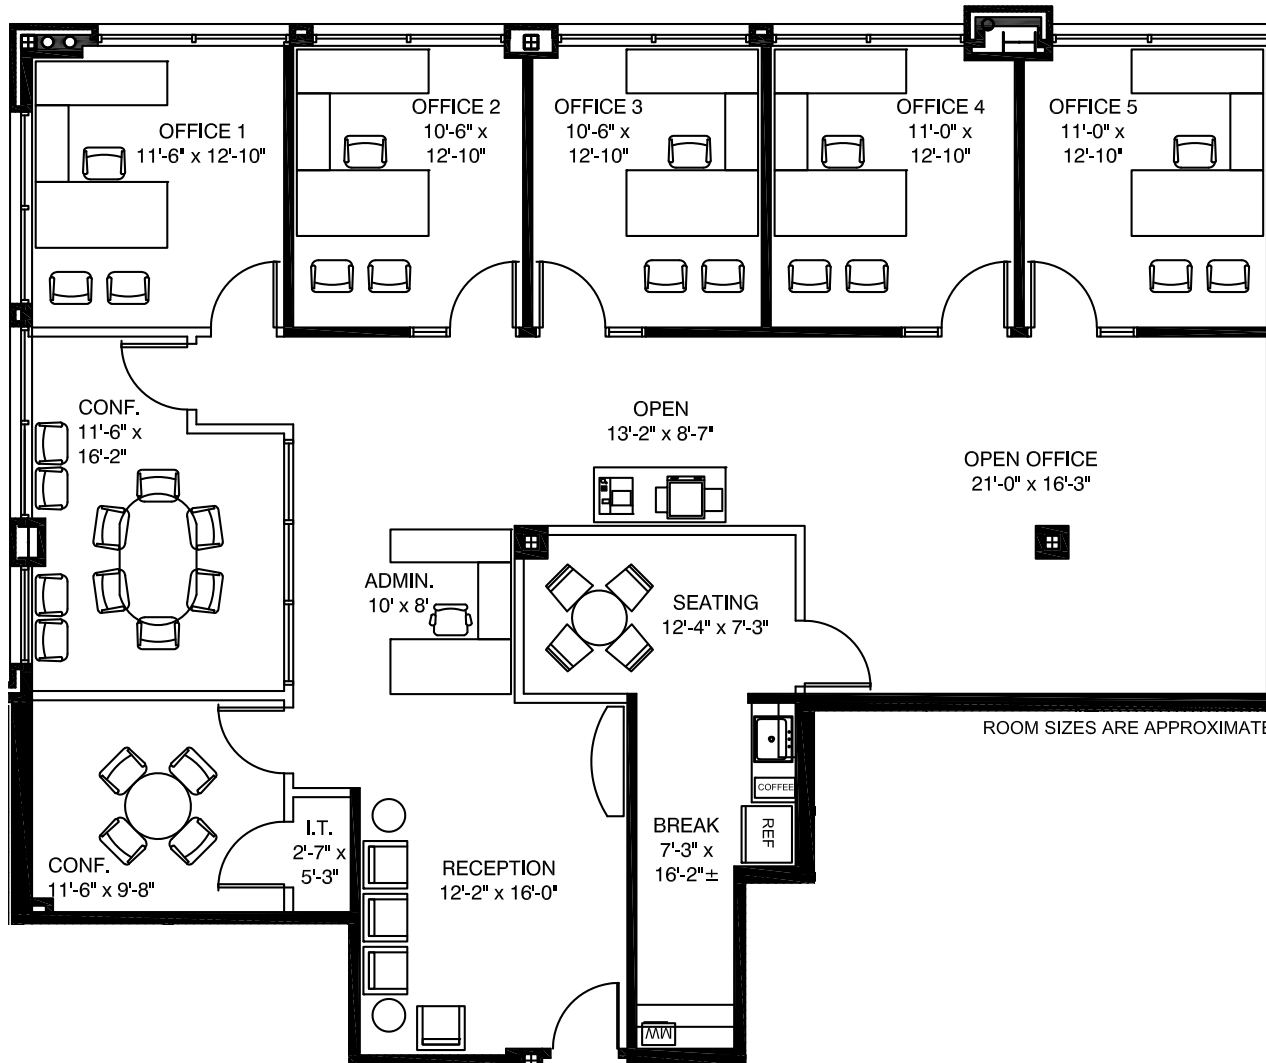 OFFICE 1
11'-6" x 12'-10"
OFFICE 2
10'-6" x
12'-10"
OFFICE 3
10'-6" x
12'-10"
OFFICE 4
11'-0" x
12'-10"
OFFICE 5
11'-0" x
12'-10"
CONF.
11'-6" x
16'-2"
OPEN
13'-2" x 8'-7"
OPEN OFFICE
21'-0" x 16'-3"
ADMIN.
10' x 8'
SEATING
12'-4" x 7'-3"
ROOM SIZES ARE APPROXIMATE
COFFEE
REF
BREAK
7'-3" x
16'-2"±
I.T.
2'-7" x
5'-3"
CONF.
11'-6" x 9'-8"
RECEPTION
12'-2" x 16'-0"
MW